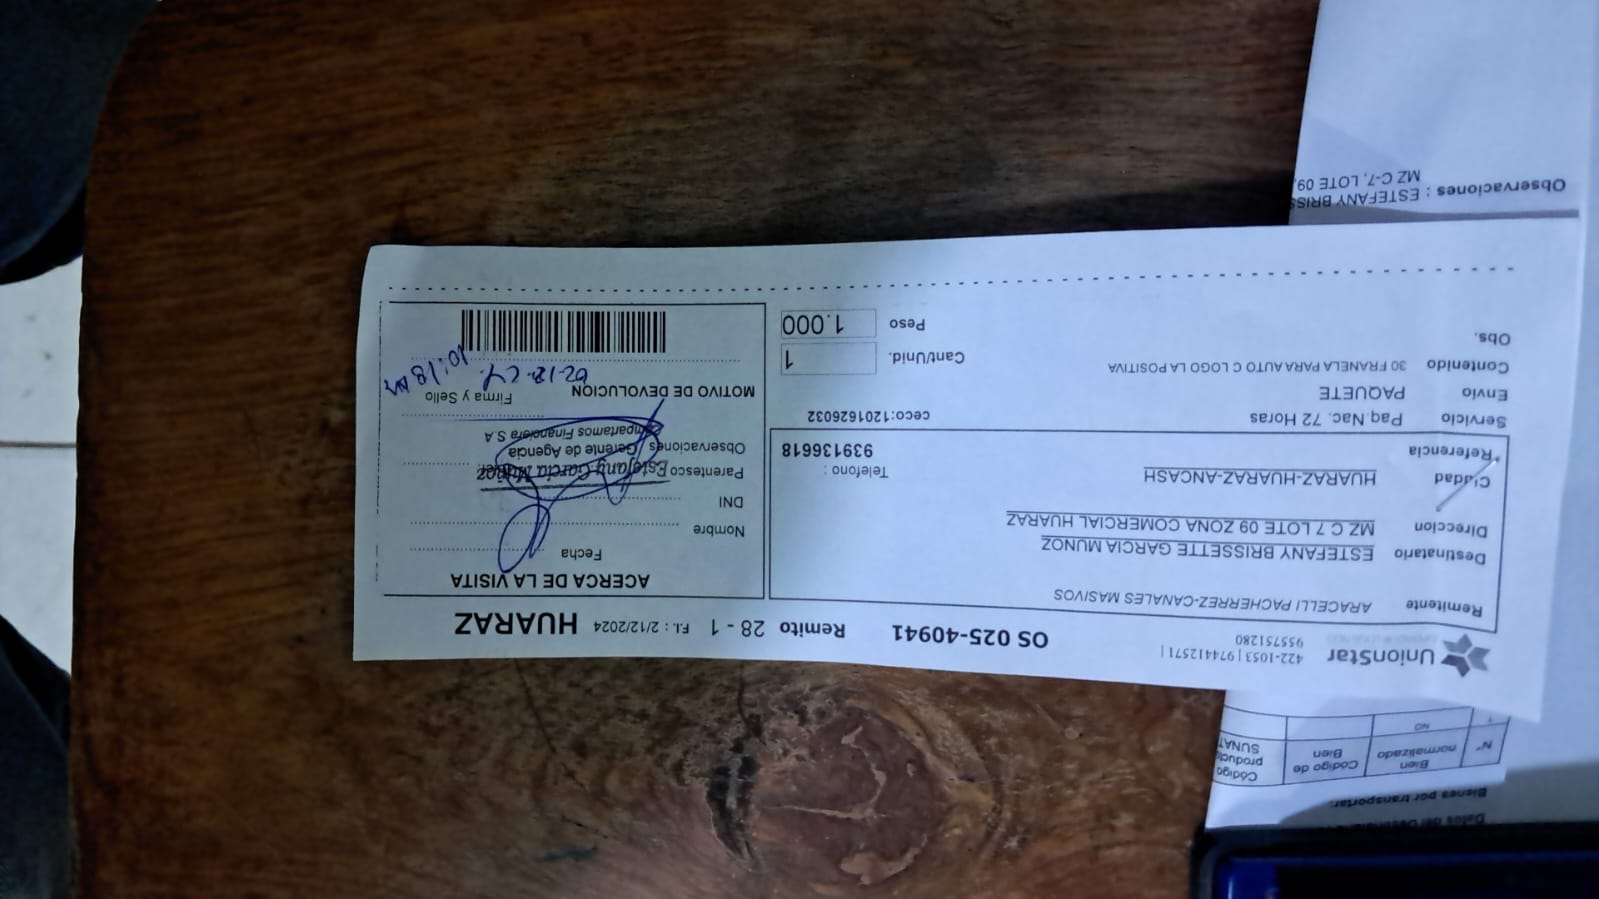 UnionStar
422-1053 | 974412571 |
955751280
OS 025-40941
Remito 28 - 1 F.I.: 2/12/2024 HUARAZ
Remitente ARACELLI PACHERREZ-CANALES MASIVOS
Destinatario ESTEFANY BRISSETTE GARCIA MUNOZ
Direccion MZ C 7 LOTE 09 ZONA COMERCIAL HUARAZ
Ciudad HUARAZ-HUARAZ-ANCASH
Telefono :
*Referencia 939136618
Servicio Paq. Nac. 72 Horas ceco:1201626032
Envio PAQUETE
Contenido 30 FRANELA PARA AUTO C LOGO LA POSITIVA
Cant/Unid. 1
Obs.
Peso 1.000
ACERCA DE LA VISITA
Fecha
Nombre
DNI
Parentesco Estefany Garcia Muñoz
Observaciones Gerente de Agencia
Compartamos Financiera S.A
Firma y Sello
MOTIVO DE DEVOLUCION
02-12-24 10:18 AM
Observaciones : ESTEFANY BRISS
MZ C-7, LOTE 09,
Bienes por transportar:
N°
Bien
normalizado
Código de
Bien
Código
producto
SUNAT
1
NO